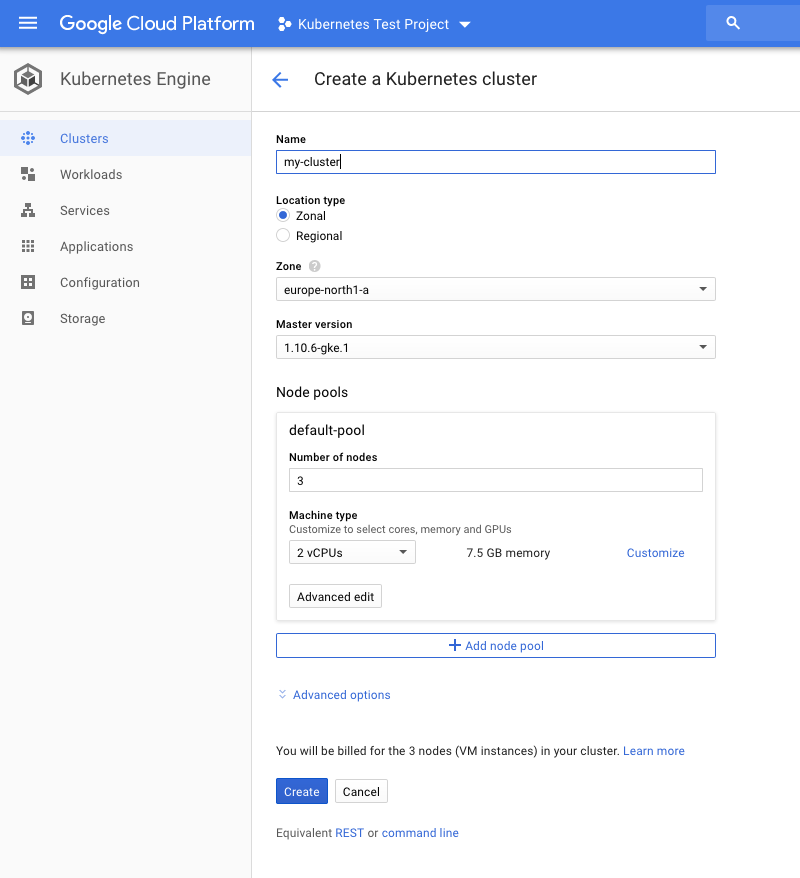 Google Cloud Platform
Kubernetes Test Project
Kubernetes Engine
Create a Kubernetes cluster
Clusters
Workloads
Services
Applications
Configuration
Storage
Name
my-cluster
Location type
Zonal
Regional
Zone ?
europe-north1-a
Master version
1.10.6-gke.1
Node pools
default-pool
Number of nodes
3
Machine type
Customize to select cores, memory and GPUs
2 vCPUs 7.5 GB memory Customize
Advanced edit
+ Add node pool
Advanced options
You will be billed for the 3 nodes (VM instances) in your cluster. Learn more
Create Cancel
Equivalent REST or command line